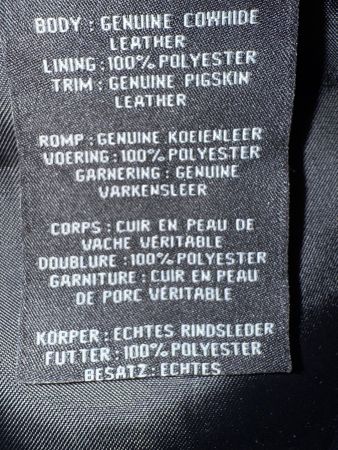 BODY : GENUINE COWHIDE
LEATHER
LINING : 100% POLYESTER
TRIM : GENUINE PIGSKIN
LEATHER
ROMP : GENUINE KOEIENLEER
VOERING : 100% POLYESTER
GARNERING : GENUINE
VARKENSLEER
CORPS : CUIR EN PEAU DE
VACHE VÉRITABLE
DOUBLURE : 100% POLYESTER
GARNITURE : CUIR EN PEAU
DE PORC VÉRITABLE
KÖRPER : ECHTES RINDSLEDER
FUTTER : 100% POLYESTER
BESATZ : ECHTES